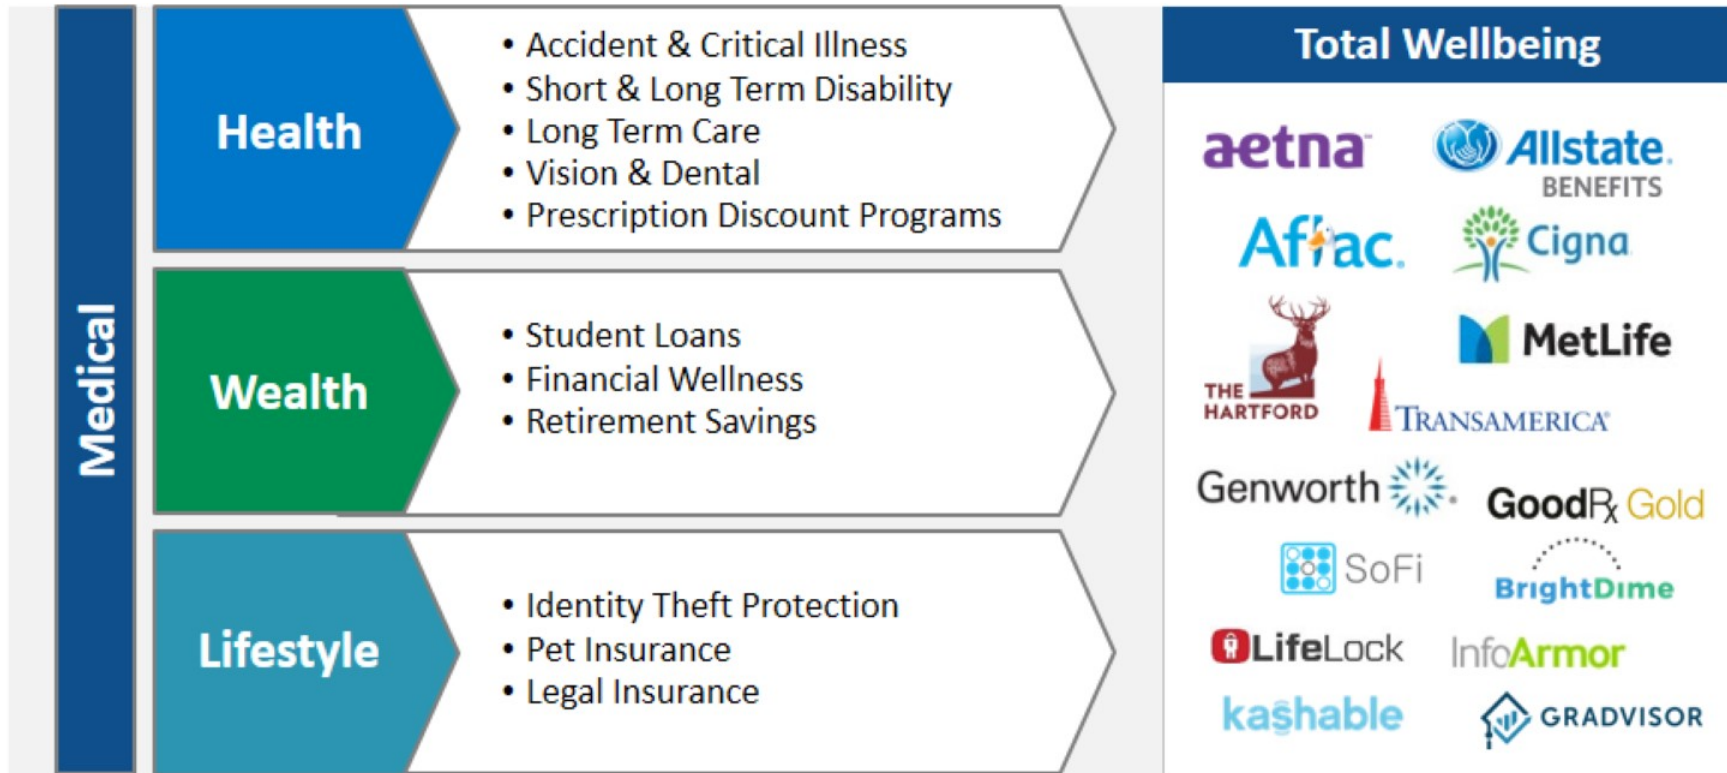 Medical
Health
• Accident & Critical Illness
• Short & Long Term Disability
• Long Term Care
• Vision & Dental
• Prescription Discount Programs
Wealth
• Student Loans
• Financial Wellness
• Retirement Savings
Lifestyle
• Identity Theft Protection
• Pet Insurance
• Legal Insurance
Total Wellbeing
aetna™
Allstate®
BENEFITS
Aflac®
Cigna
THE
HARTFORD
MetLife
TRANSAMERICA®
Genworth®
GoodRx Gold
SoFi
BrightDime
LifeLock
InfoArmor
kashable
GRADVISOR